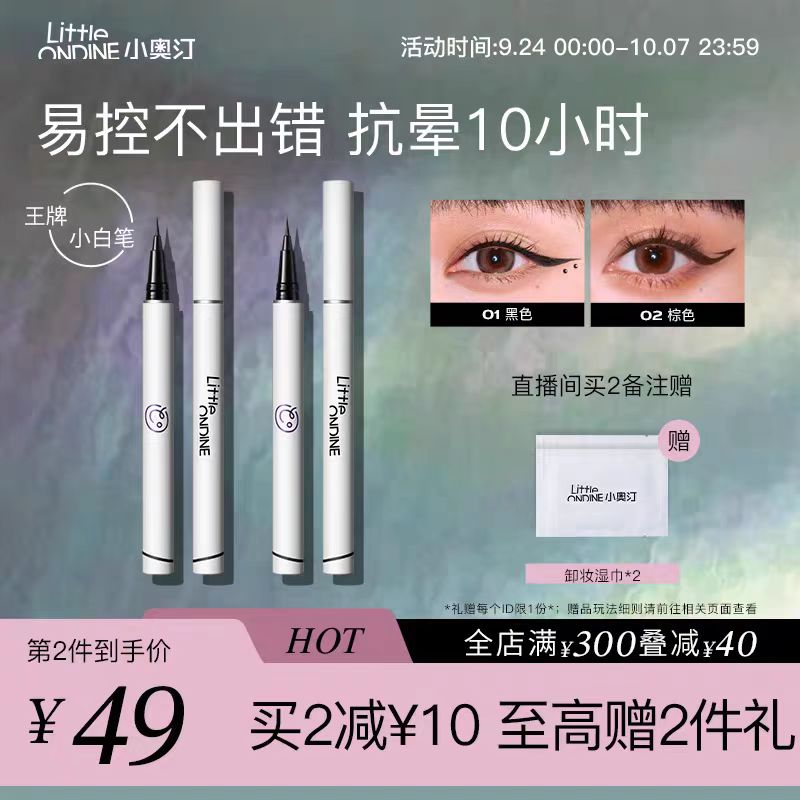 Little
ONDINE 小奥汀
活动时间:9.24 00:00-10.07 23:59
易控不出错 抗晕10小时
王牌
小白笔
Little
ONDINE
Little
ONDINE
01 黑色
02 棕色
直播间买2备注赠
赠
Little
ONDINE 小奥汀
卸妆湿巾*2
*礼赠每个ID限1份*；赠品玩法细则请前往相关页面查看
第2件到手价
HOT
全店满¥300叠减¥40
¥49
买2减¥10 至高赠2件礼